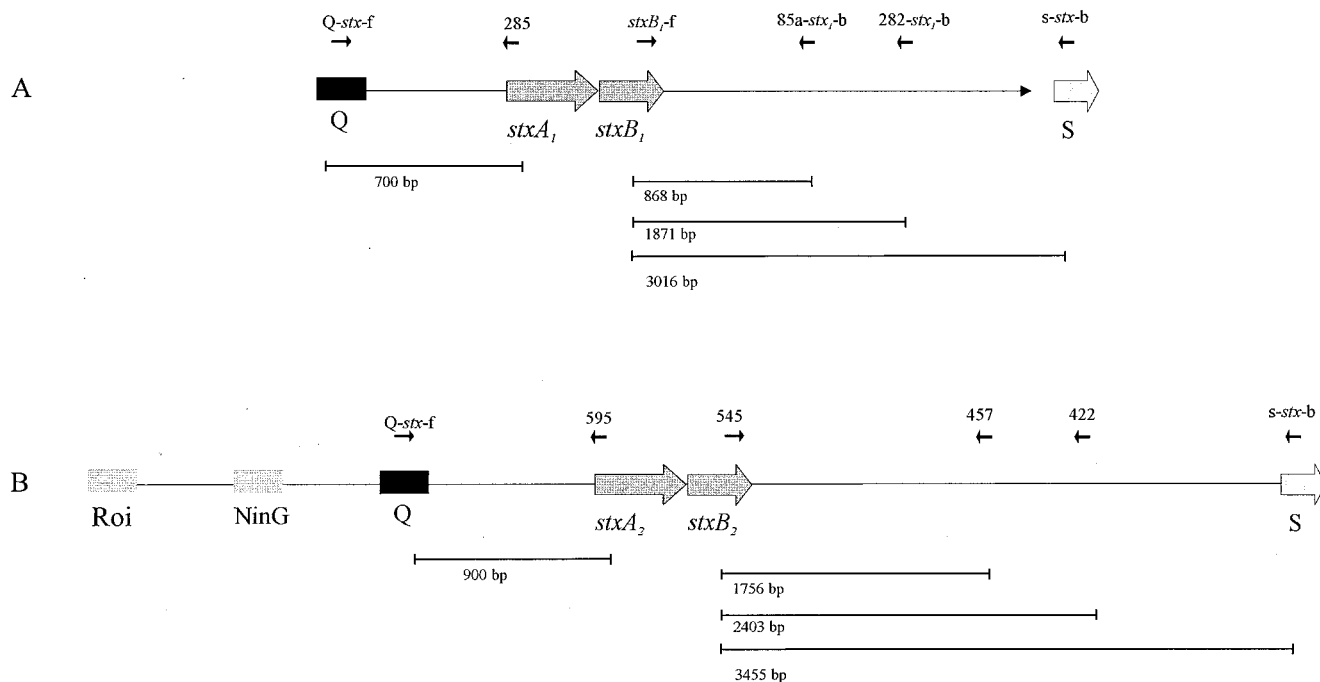 Q-stx-f 285 stxB1-f 85a-stx1-b 282-stx1-b s-stx-b
A
Q stxA1 stxB1 S
700 bp
868 bp
1871 bp
3016 bp
Q-stx-f 595 545 457 422 s-stx-b
B
Roi NinG Q stxA2 stxB2 S
900 bp
1756 bp
2403 bp
3455 bp